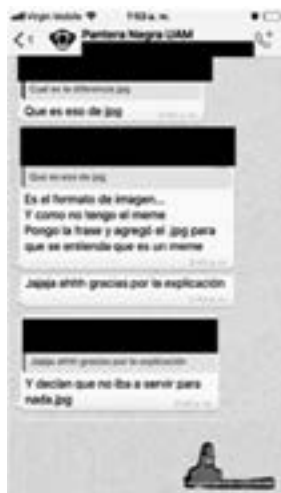 Virgin Mobile
7:53 a. m.
Pantera Negra UAM
Cual es la diferencia jpg
Que es eso de jpg
Que es eso de jpg
Es el formato de imagen...
Y como no tengo el meme
Pongo la frase y agregó el .jpg para
que se entienda que es un meme
Jajaja ahhh gracias por la explicación
Jajaja ahhh gracias por la explicación
Y decían que no iba a servir para
nada.jpg